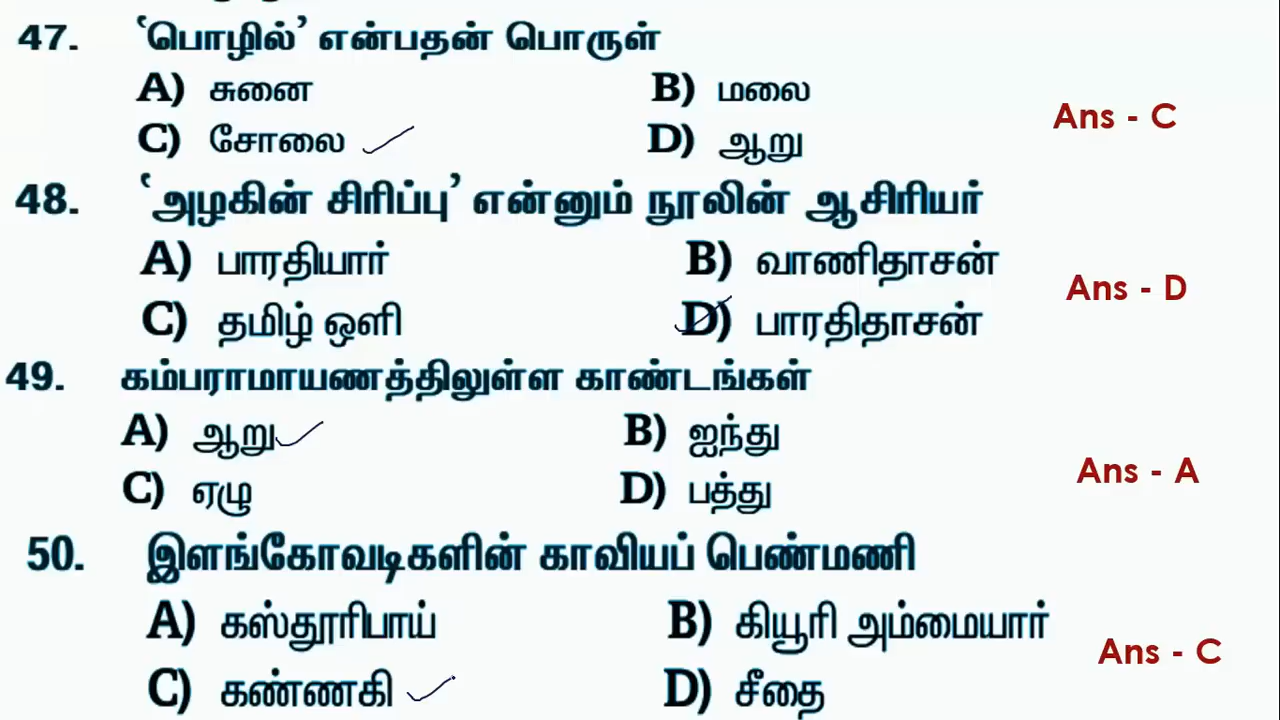 47. 'பொழில்' என்பதன் பொருள்
A) சுனை B) மலை
Ans - C
C) சோலை D) ஆறு
48. 'அழகின் சிரிப்பு' என்னும் நூலின் ஆசிரியர்
A) பாரதியார் B) வாணிதாசன்
Ans - D
C) தமிழ் ஒளி D) பாரதிதாசன்
49. கம்பராமாயணத்திலுள்ள காண்டங்கள்
A) ஆறு B) ஐந்து
Ans - A
C) ஏழு D) பத்து
50. இளங்கோவடிகளின் காவியப் பெண்மணி
A) கஸ்தூரிபாய் B) கியூரி அம்மையார்
Ans - C
C) கண்ணகி D) சீதை